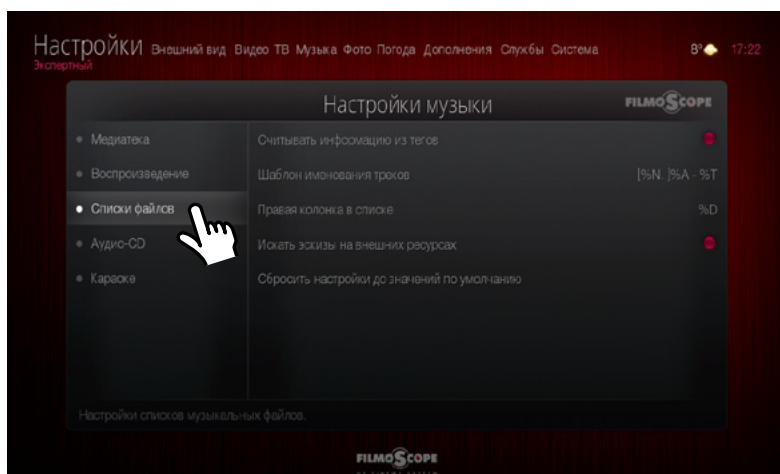 Настройки Внешний вид Видео ТВ Музыка Фото Погода Дополнения Службы Система 8° 17:22
Экспертный
Настройки музыки FILMOSCOPE
Медиатека
Считывать информацию из тегов
Воспроизведение
Шаблон именования треков [%N. ]%A - %T
Списки файлов
Правая колонка в списке %D
Аудио-CD
Искать эскизы на внешних ресурсах
Караоке
Сбросить настройки до значений по умолчанию
Настройки списков музыкальных файлов.
FILMOSCOPE